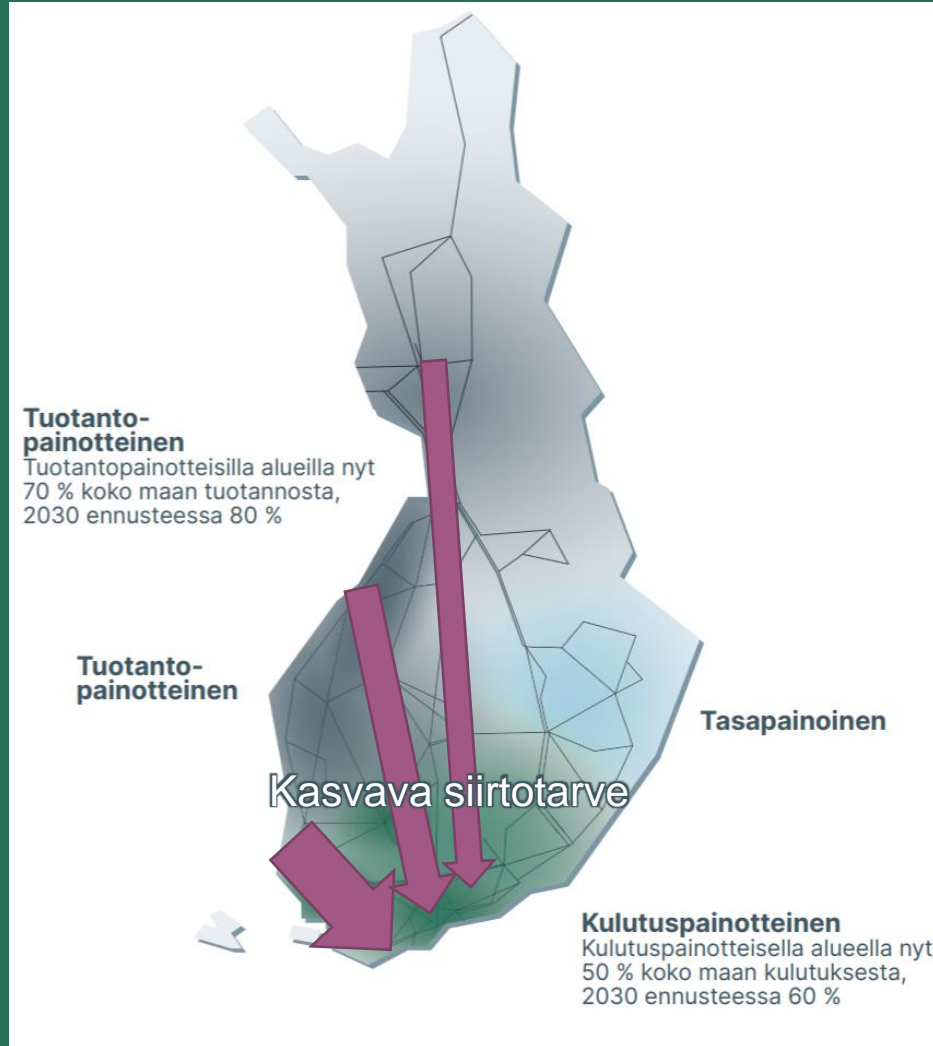 Tuotanto-
painotteinen
Tuotantopainotteisilla alueilla nyt
70 % koko maan tuotannosta,
2030 ennusteessa 80 %
Tuotanto-
painotteinen
Tasapainoinen
Kasvava siirtotarve
Kulutuspainotteinen
Kulutuspainotteisella alueella nyt
50 % koko maan kulutuksesta,
2030 ennusteessa 60 %